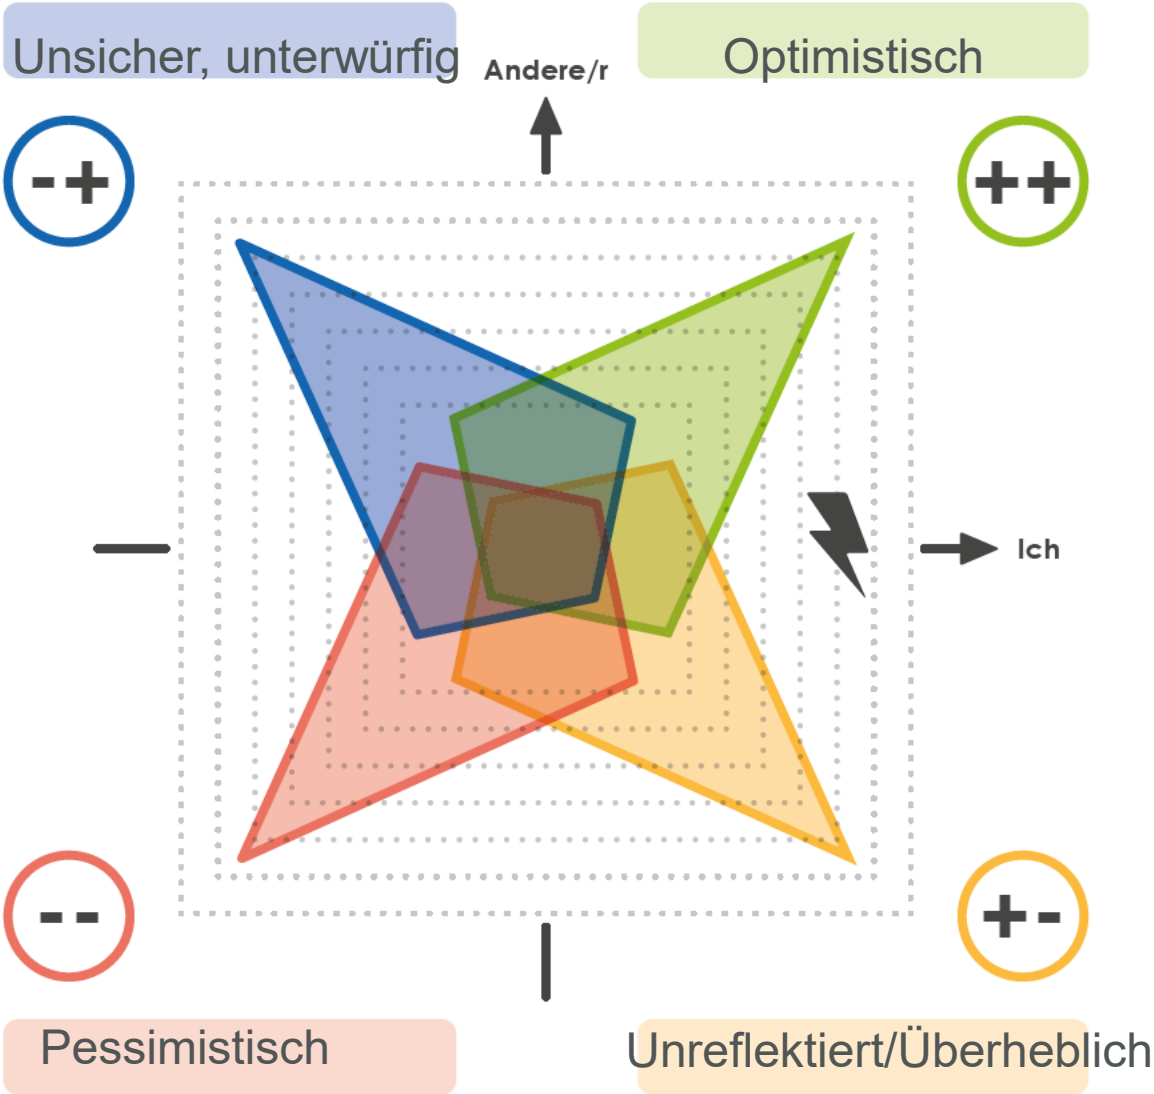 Unsicher, unterwürfig
Optimistisch
Andere/r
-+
++
Ich
--
+-
Pessimistisch
Unreflektiert/Überheblich